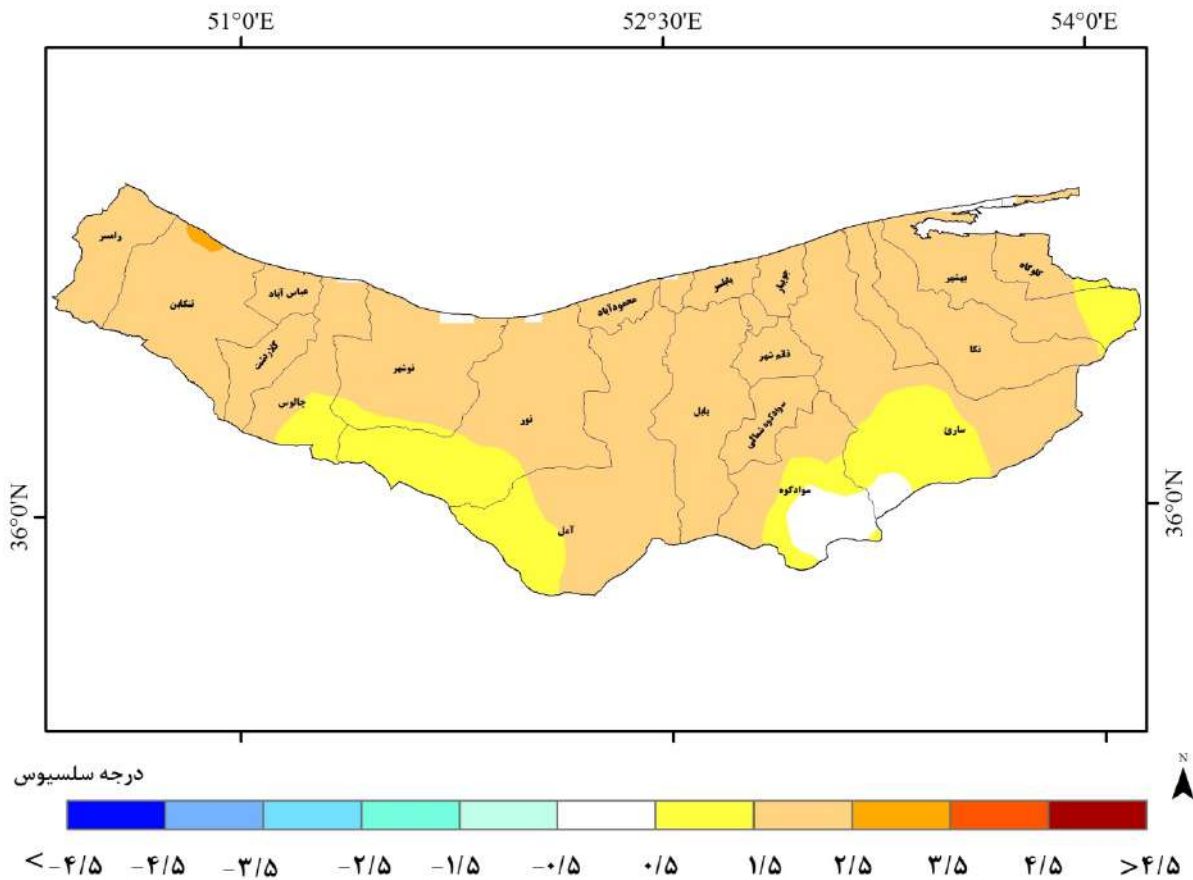 51°0'E 52°30'E 54°0'E
36°0'N
36°0'N
رامسر
تنکابن
عباس آباد
کلاردشت
چالوس
نوشهر
نور
محمودآباد
آمل
بابل
بابلسر
جویبار
قائم شهر
سوادکوه شمالی
سوادکوه
ساری
نکا
بهشهر
گلوگاه
درجه سلسیوس
N
< -۴/۵ -۴/۵ -۳/۵ -۲/۵ -۱/۵ -۰/۵ ۰/۵ ۱/۵ ۲/۵ ۳/۵ ۴/۵ >۴/۵